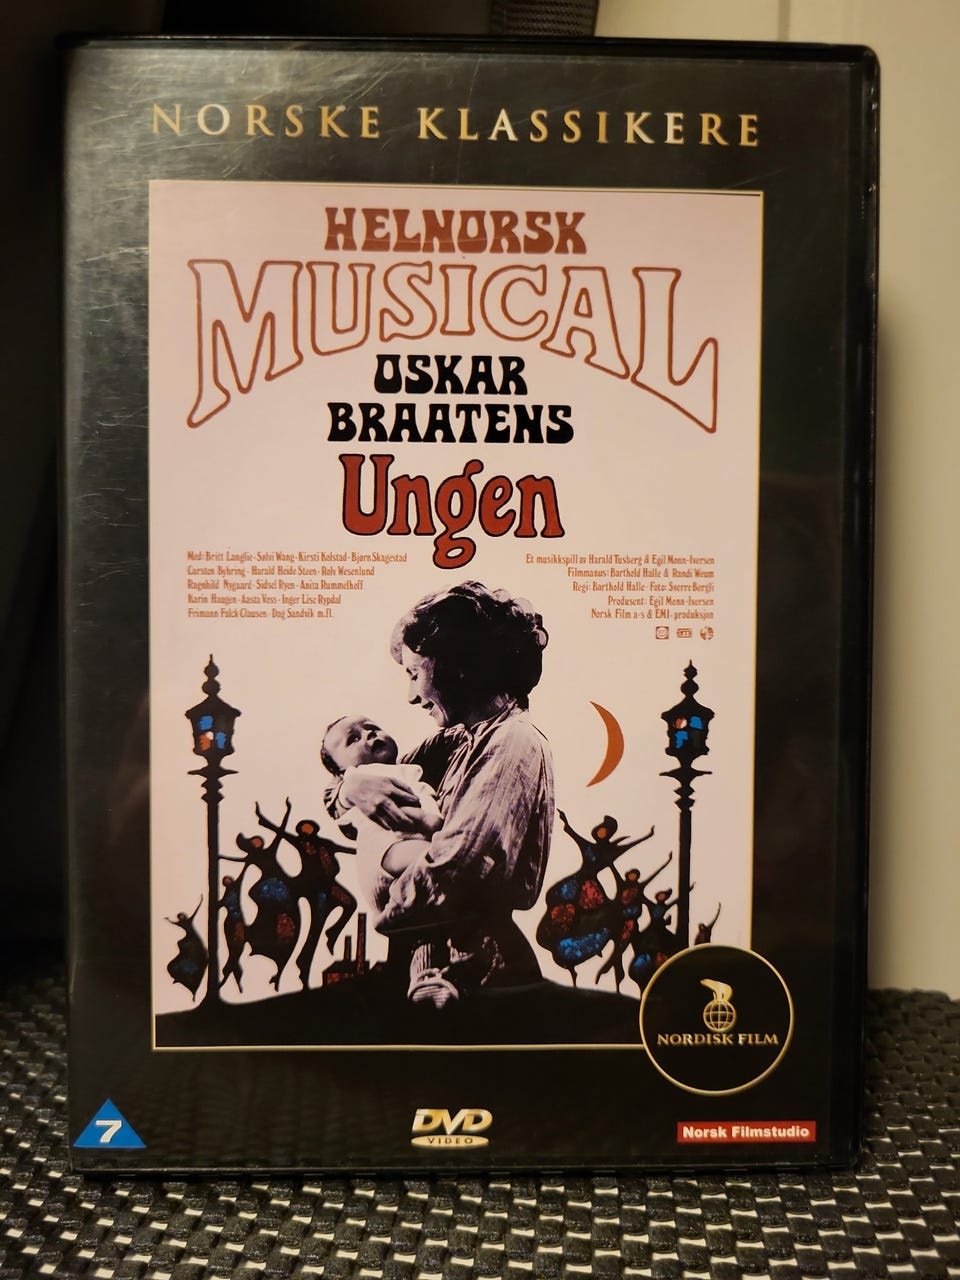 NORSKE KLASSIKERE
HELNORSK
MUSICAL
OSKAR
BRAATENS
Ungen
Med: Britt Langlie · Sølvi Wang · Kirsti Kolstad · Bjørn Skagestad
Carsten Byhring · Harald Heide Steen · Rolv Wesenlund
Ragnhild Nygaard · Sidsel Ryen · Anita Rummelhoff
Karin Haugen · Aasta Voss · Inger Lise Rypdal
Frimann Falck Clausen · Dag Sandvik m.fl.
Et musikkspill av Harald Tusberg & Egil Monn-Iversen
Filmmanus: Barthold Halle & Randi Weum
Regi: Barthold Halle · Foto: Sverre Bergli
Produsent: Egil Monn-Iversen
Norsk Film a·s & EMI-produksjon
EMI
NORDISK FILM
7
DVD
VIDEO
Norsk Filmstudio